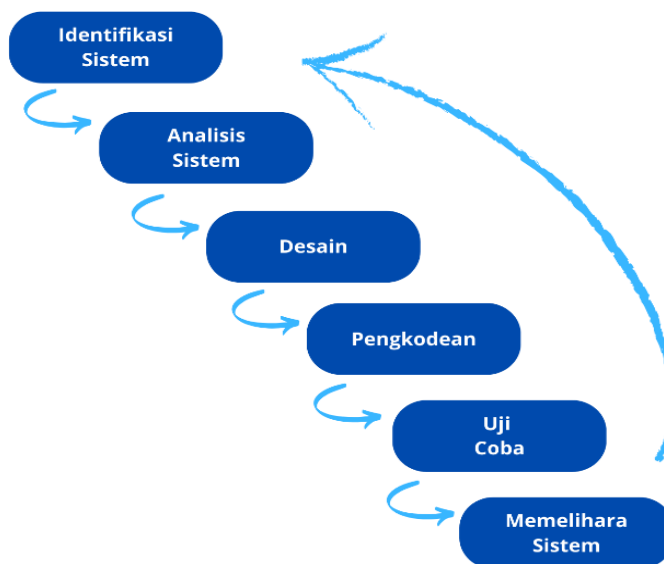 Identifikasi
Sistem
Analisis
Sistem
Desain
Pengkodean
Uji
Coba
Memelihara
Sistem